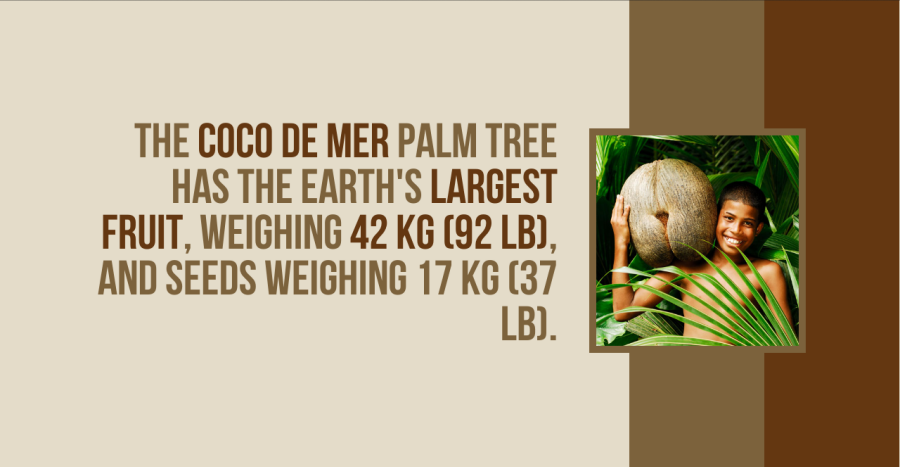 THE COCO DE MER PALM TREE
HAS THE EARTH'S LARGEST
FRUIT, WEIGHING 42 KG (92 LB),
AND SEEDS WEIGHING 17 KG (37
LB).